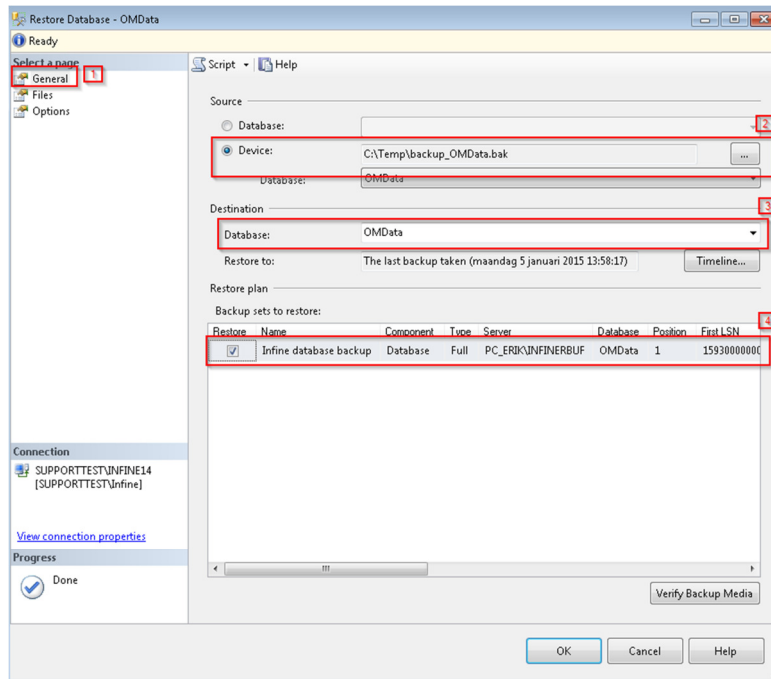 Restore Database - OMData
Ready
Select a page
General
1
Files
Options
Script
Help
Source
Database:
2
Device:
C:\Temp\backup_OMData.bak
...
Database:
OMData
Destination
3
Database:
OMData
Restore to:
The last backup taken (maandag 5 januari 2015 13:58:17)
Timeline...
Restore plan
Backup sets to restore:
4
Restore Name Component Type Server Database Position First LSN
Infine database backup Database Full PC_ERIK\INFINERBUF OMData 1 15930000000
Connection
SUPPORTTEST\INFINE14
[SUPPORTTEST\Infine]
View connection properties
Progress
Done
Verify Backup Media
OK
Cancel
Help